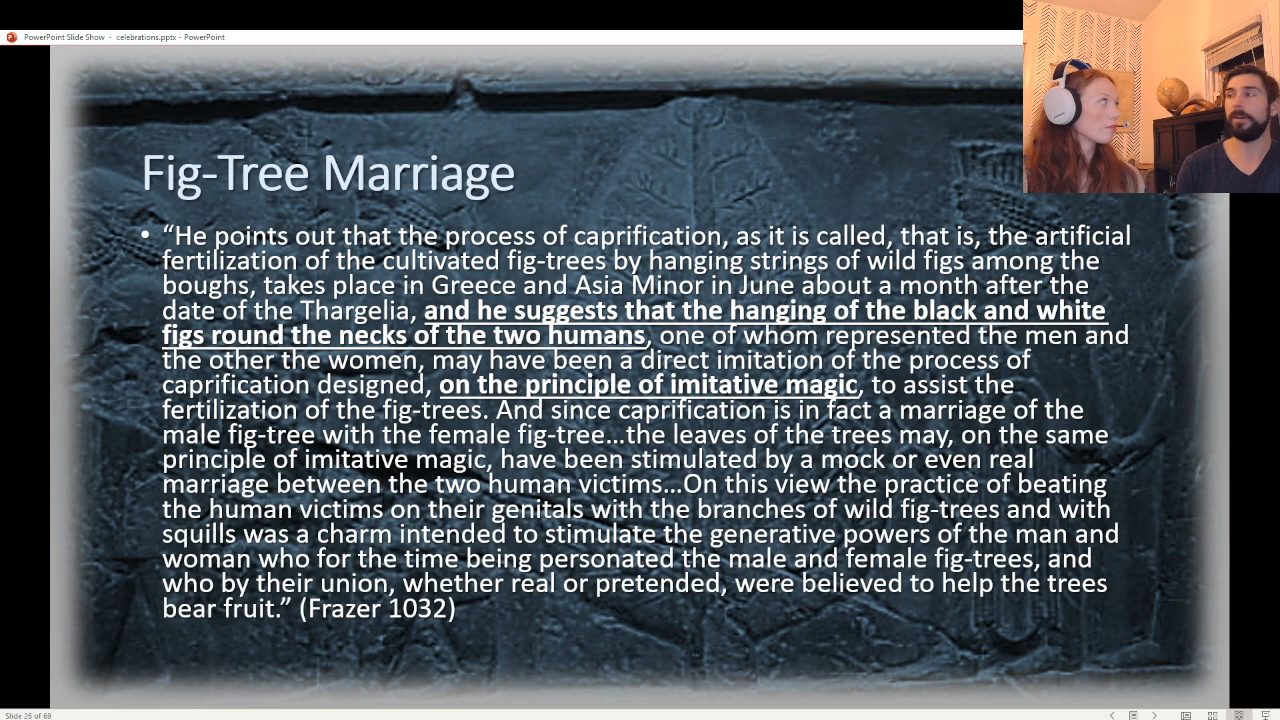 PowerPoint Slide Show - celebrations.pptx - PowerPoint
Fig-Tree Marriage
• “He points out that the process of caprification, as it is called, that is, the artificial
fertilization of the cultivated fig-trees by hanging strings of wild figs among the
boughs, takes place in Greece and Asia Minor in June about a month after the
date of the Thargelia, and he suggests that the hanging of the black and white
figs round the necks of the two humans, one of whom represented the men and
the other the women, may have been a direct imitation of the process of
caprification designed, on the principle of imitative magic, to assist the
fertilization of the fig-trees. And since caprification is in fact a marriage of the
male fig-tree with the female fig-tree…the leaves of the trees may, on the same
principle of imitative magic, have been stimulated by a mock or even real
marriage between the two human victims…On this view the practice of beating
the human victims on their genitals with the branches of wild fig-trees and with
squills was a charm intended to stimulate the generative powers of the man and
woman who for the time being personated the male and female fig-trees, and
who by their union, whether real or pretended, were believed to help the trees
bear fruit.” (Frazer 1032)
Slide 26 of 69